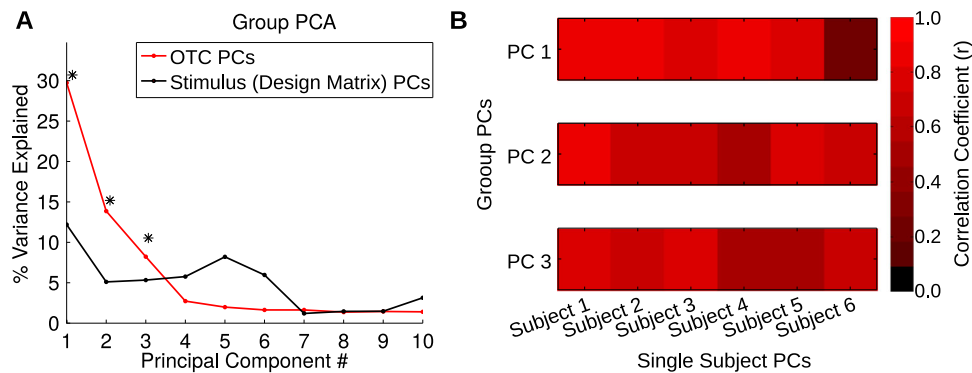 A
Group PCA
OTC PCs
Stimulus (Design Matrix) PCs
% Variance Explained
30
25
20
15
10
5
0
1 2 3 4 5 6 7 8 9 10
Principal Component #
B
Grooup PCs
PC 1
PC 2
PC 3
Subject 1 Subject 2 Subject 3 Subject 4 Subject 5 Subject 6
Single Subject PCs
1.0
0.8
0.6
0.4
0.2
0.0
Correlation Coefficient (r)